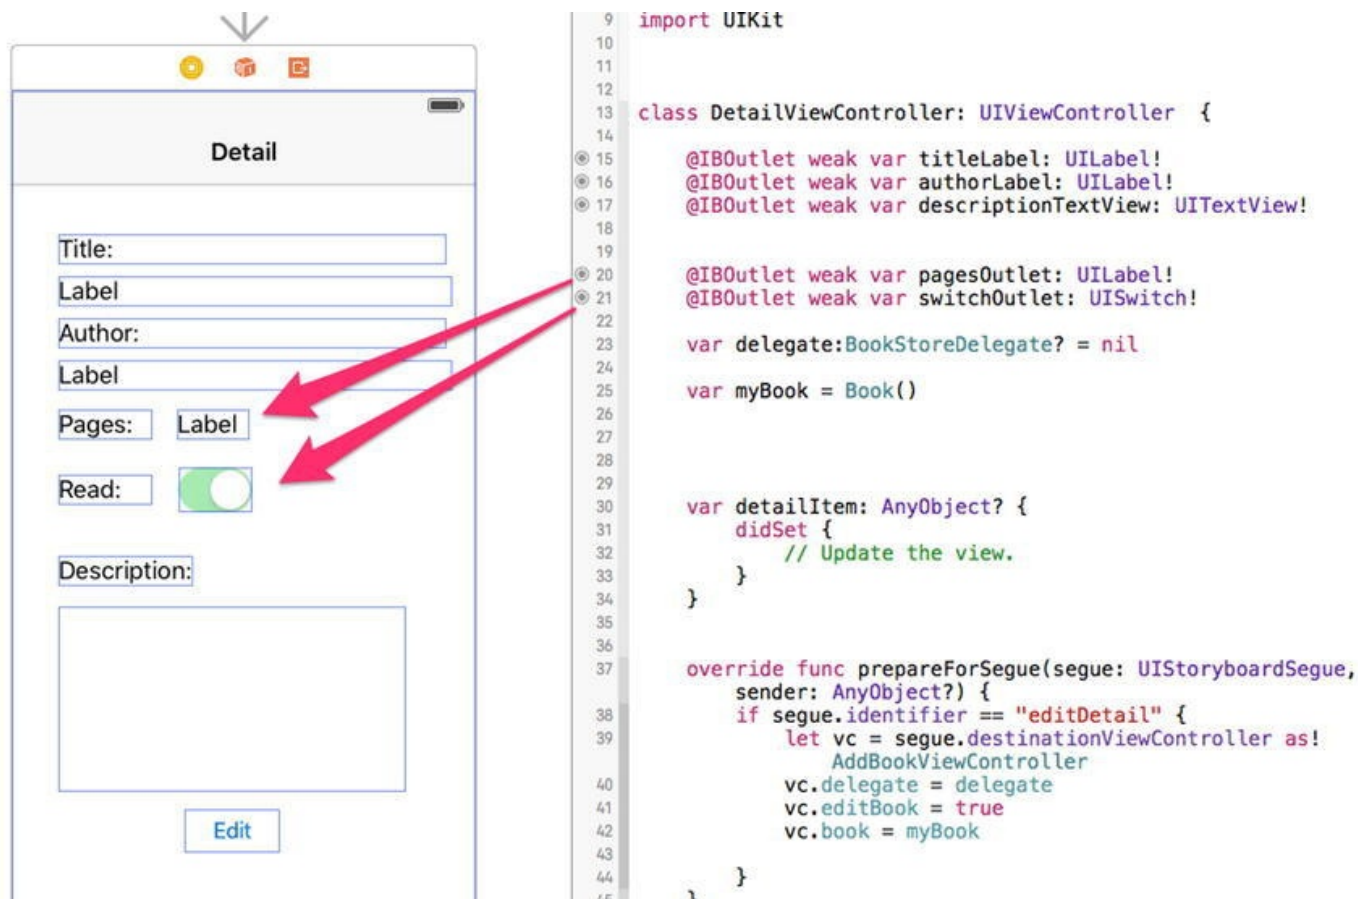 Detail
Title:
Label
Author:
Label
Pages: Label
Read:
Description:
Edit
9 import UIKit
10
11
12
13 class DetailViewController: UIViewController  {
14
15 @IBOutlet weak var titleLabel: UILabel!
16 @IBOutlet weak var authorLabel: UILabel!
17 @IBOutlet weak var descriptionTextView: UITextView!
18
19
20 @IBOutlet weak var pagesOutlet: UILabel!
21 @IBOutlet weak var switchOutlet: UISwitch!
22
23 var delegate:BookStoreDelegate? = nil
24
25 var myBook = Book()
26
27
28
29
30 var detailItem: AnyObject? {
31 didSet {
32 // Update the view.
33 }
34 }
35
36
37 override func prepareForSegue(segue: UIStoryboardSegue,
sender: AnyObject?) {
38 if segue.identifier == "editDetail" {
39 let vc = segue.destinationViewController as!
AddBookViewController
40 vc.delegate = delegate
41 vc.editBook = true
42 vc.book = myBook
43
44 }